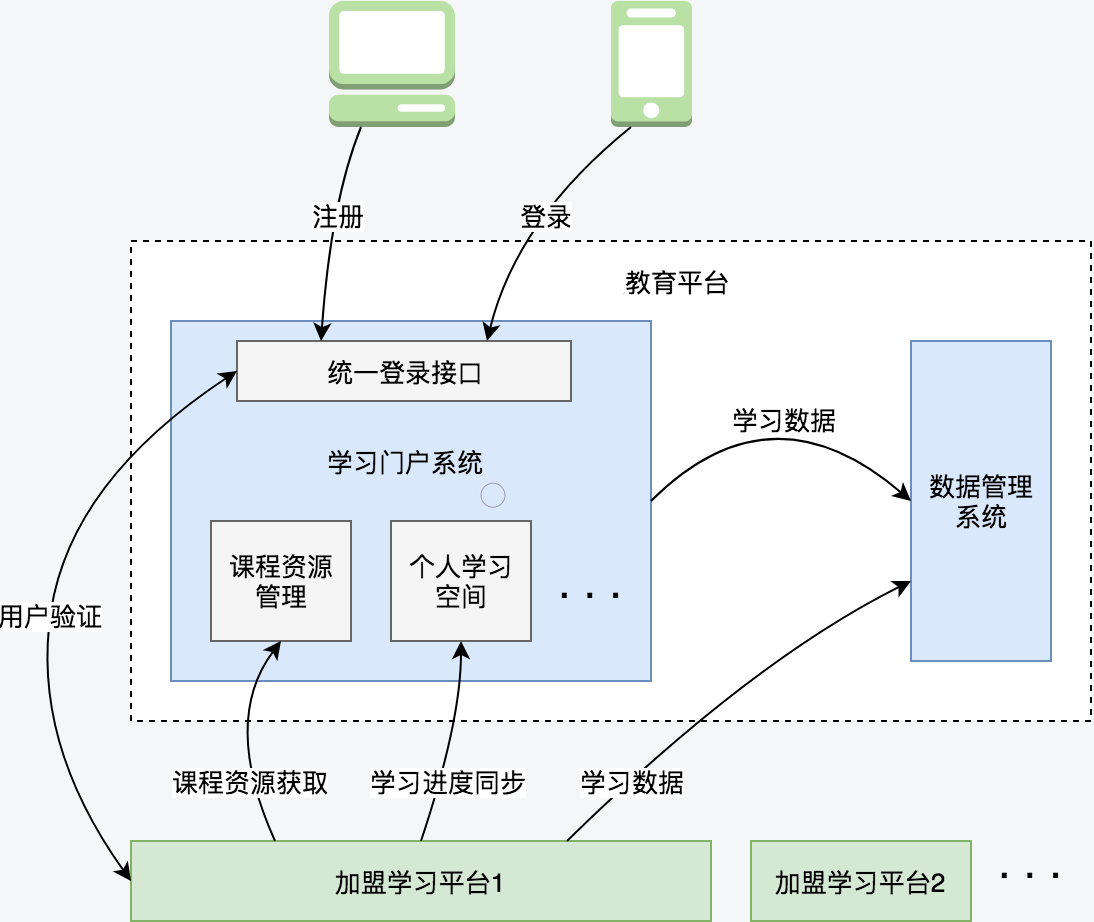 注册
登录
教育平台
统一登录接口
学习门户系统
学习数据
数据管理
系统
课程资源
管理
个人学习
空间
. . .
用户验证
课程资源获取
学习进度同步
学习数据
加盟学习平台1
加盟学习平台2
. . .